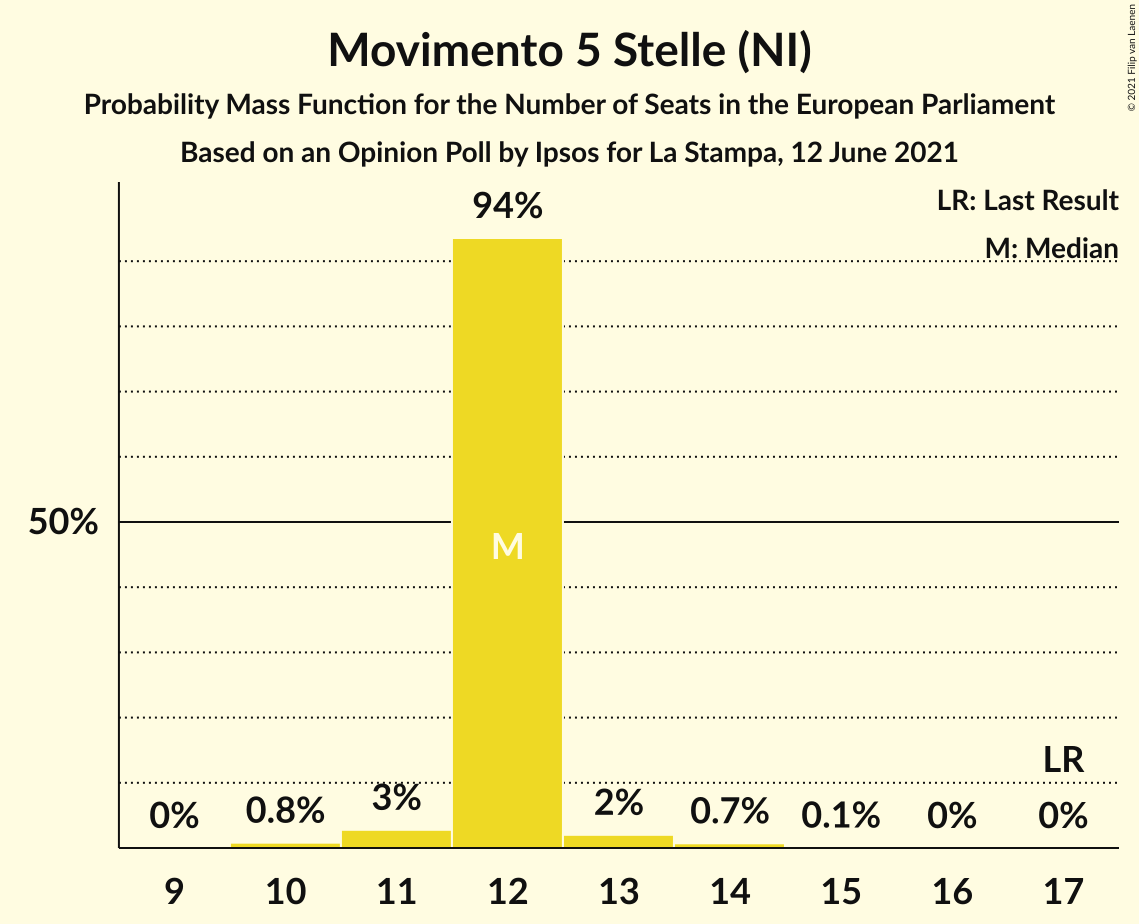 Movimento 5 Stelle (NI)
Probability Mass Function for the Number of Seats in the European Parliament
Based on an Opinion Poll by Ipsos for La Stampa, 12 June 2021
© 2021 Filip van Laenen
LR: Last Result
M: Median
94%
50%
M
LR
0%
0.8%
3%
2%
0.7%
0.1%
0%
0%
9
10
11
12
13
14
15
16
17